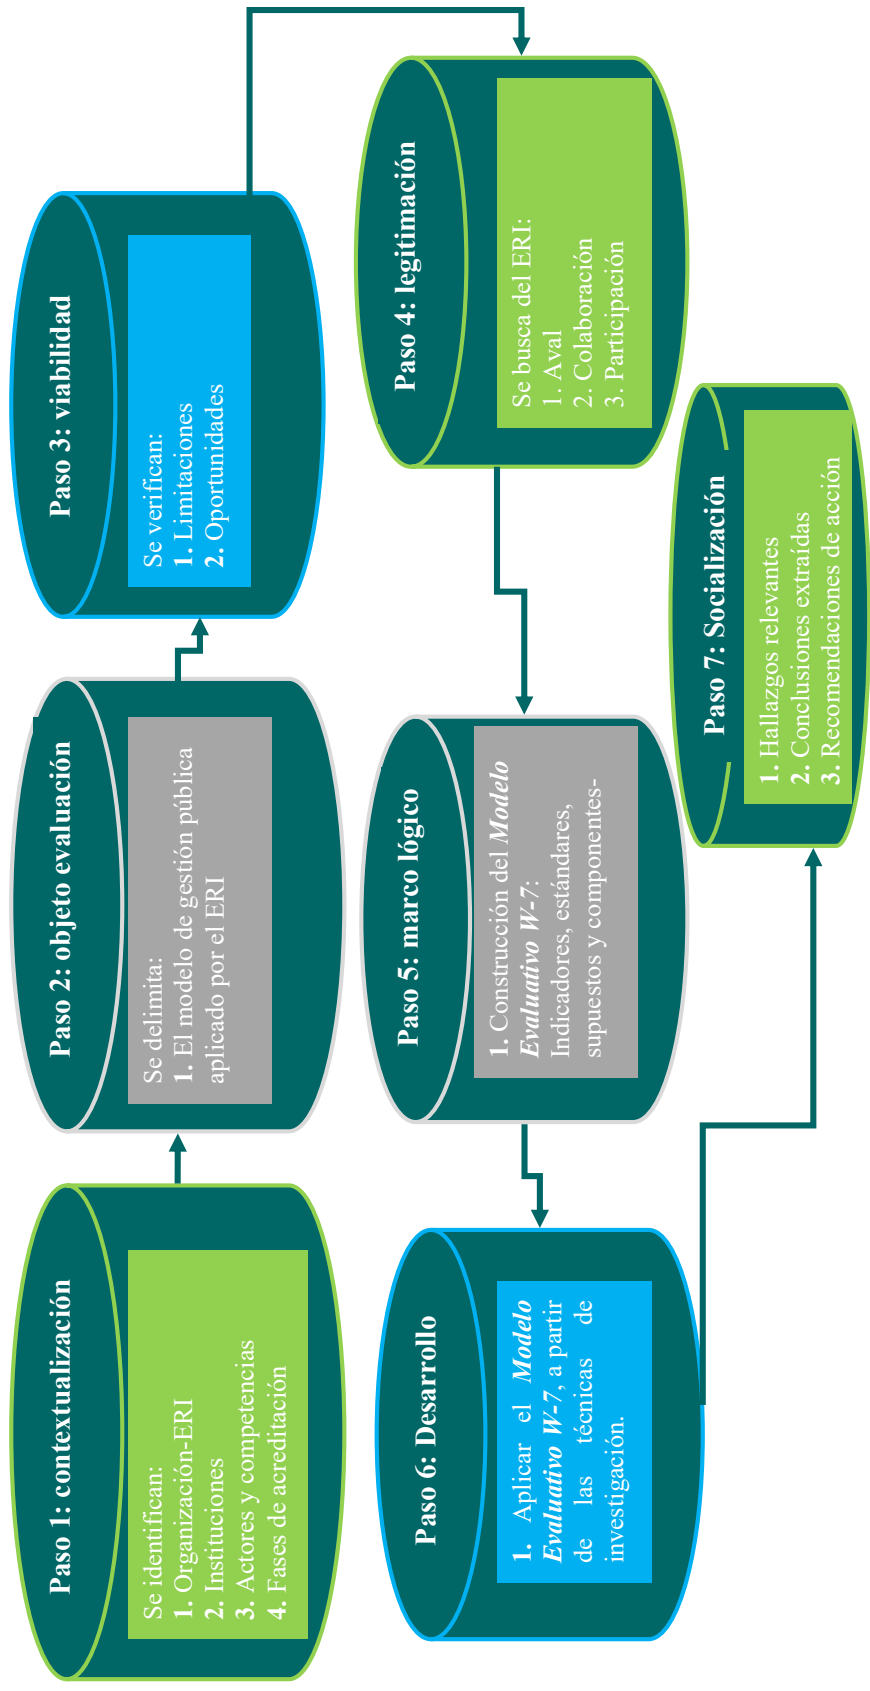 Paso 1: contextualización
Se identifican:
1. Organización-ERI
2. Instituciones
3. Actores y competencias
4. Fases de acreditación
Paso 2: objeto evaluación
Se delimita:
1. El modelo de gestión pública
aplicado por el ERI
Paso 3: viabilidad
Se verifican:
1. Limitaciones
2. Oportunidades
Paso 4: legitimación
Se busca del ERI:
1. Aval
2. Colaboración
3. Participación
Paso 5: marco lógico
1. Construcción del Modelo
Evaluativo W-7:
Indicadores, estándares,
supuestos y componentes-
Paso 6: Desarrollo
1. Aplicar el Modelo
Evaluativo W-7, a partir
de las técnicas de
investigación.
Paso 7: Socialización
1. Hallazgos relevantes
2. Conclusiones extraídas
3. Recomendaciones de acción